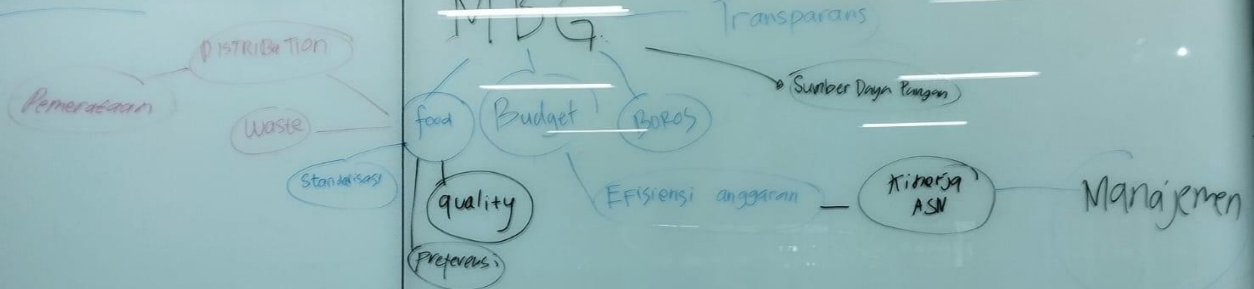 MBG
Transparans
DISTRIBUTION
Pemerataan
Sumber Daya Pangan
Waste
food
Budget
BOROS
Standarisasi
quality
Efisiensi anggaran
Kinerja
ASN
Manajemen
preferensi